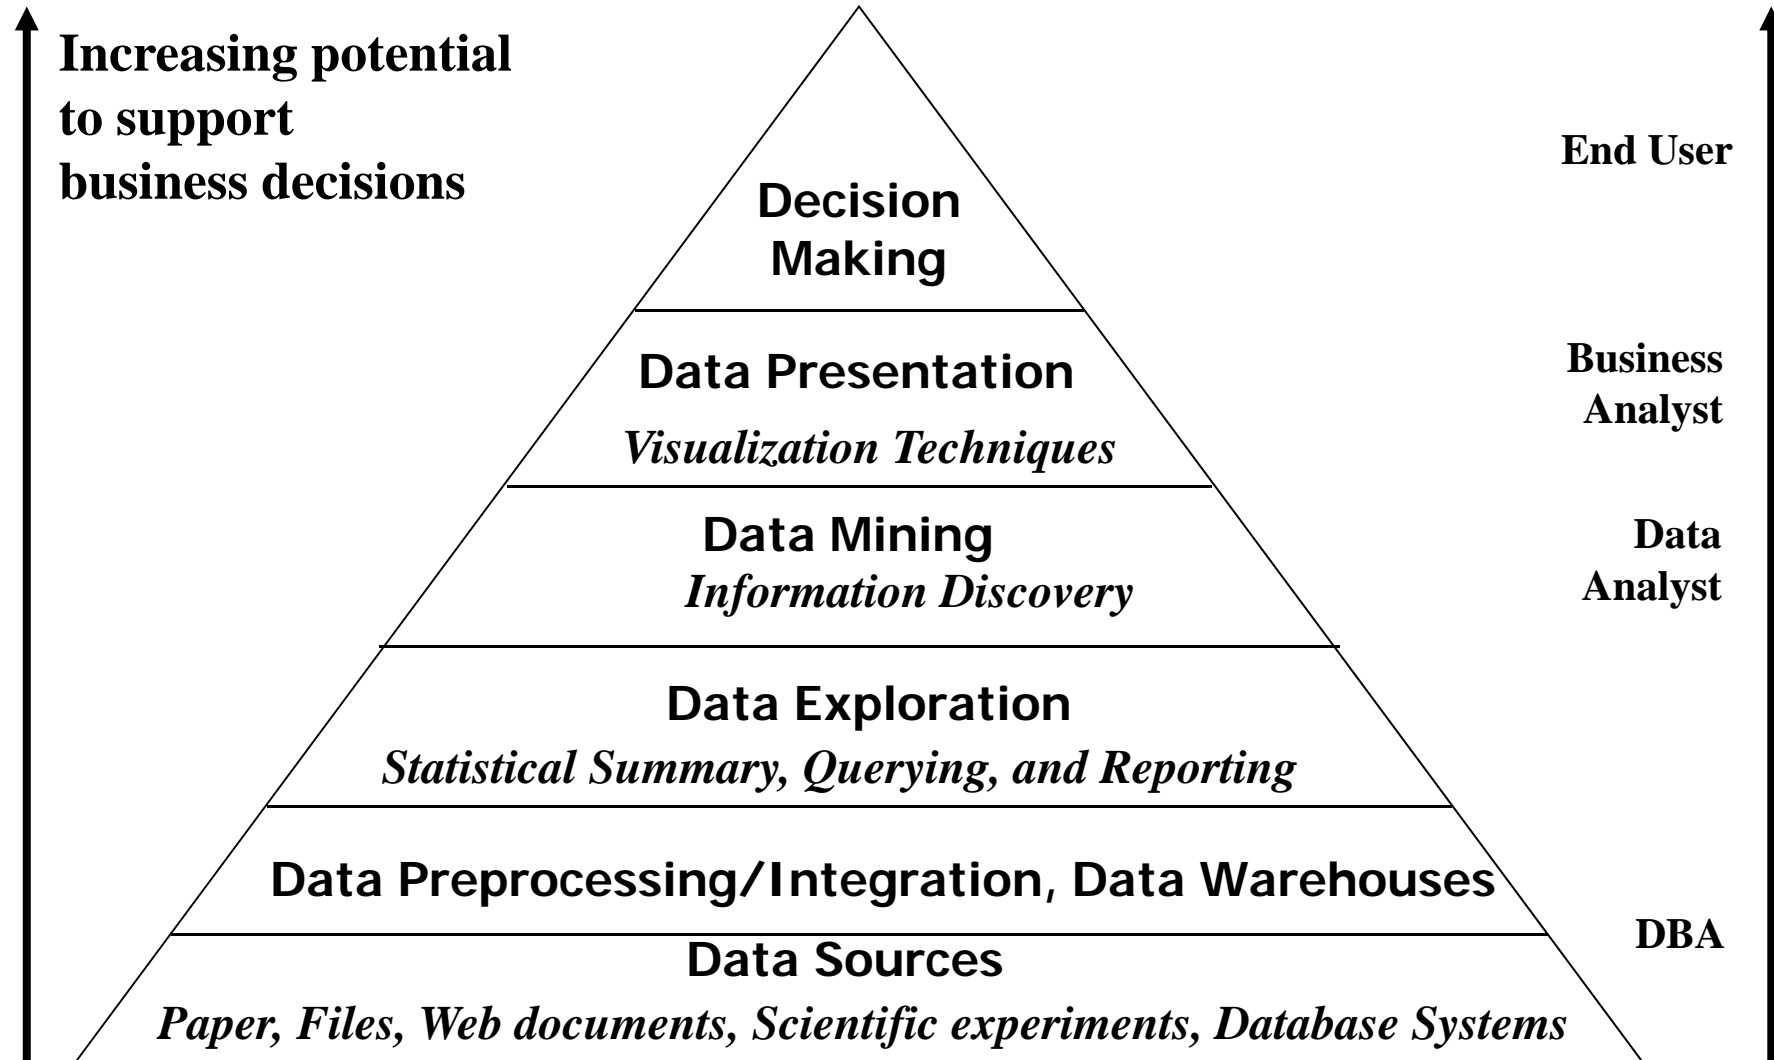 Increasing potential
to support
business decisions
End User
Decision
Making
Data Presentation
Visualization Techniques
Business
Analyst
Data Mining
Information Discovery
Data
Analyst
Data Exploration
Statistical Summary, Querying, and Reporting
Data Preprocessing/Integration, Data Warehouses
DBA
Data Sources
Paper, Files, Web documents, Scientific experiments, Database Systems